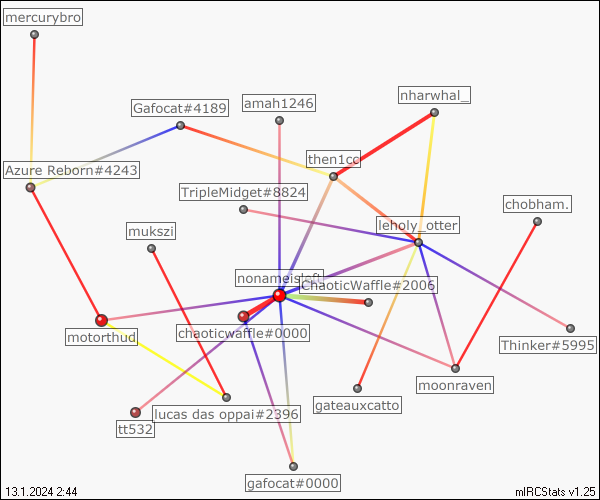 mercurybro
amah1246
nharwhal_
Gafocat#4189
then1cc
Azure Reborn#4243
TripleMidget#8824
chobham.
mukszi
leholy_otter
nonameisleft
ChaoticWaffle#2006
chaoticwaffle#0000
motorthud
Thinker#5995
moonraven
gateauxcatto
lucas das oppai#2396
tt532
gafocat#0000
13.1.2024 2:44
mIRCStats v1.25